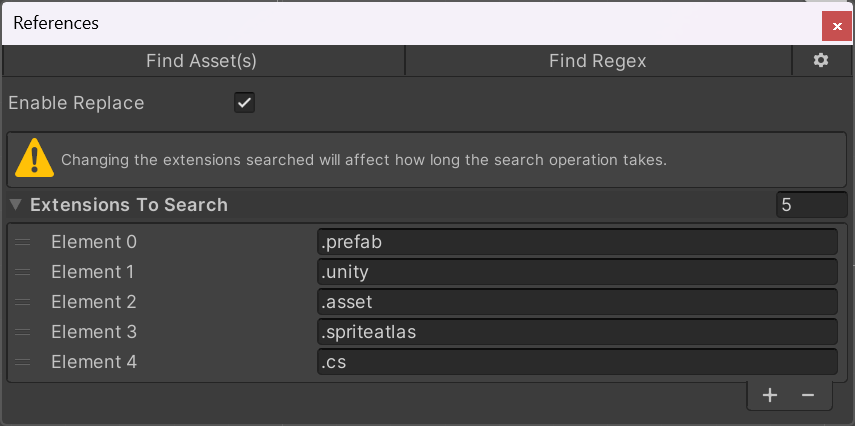 References
Find Asset(s)
Find Regex
Enable Replace
Changing the extensions searched will affect how long the search operation takes.
Extensions To Search 5
Element 0 .prefab
Element 1 .unity
Element 2 .asset
Element 3 .spriteatlas
Element 4 .cs